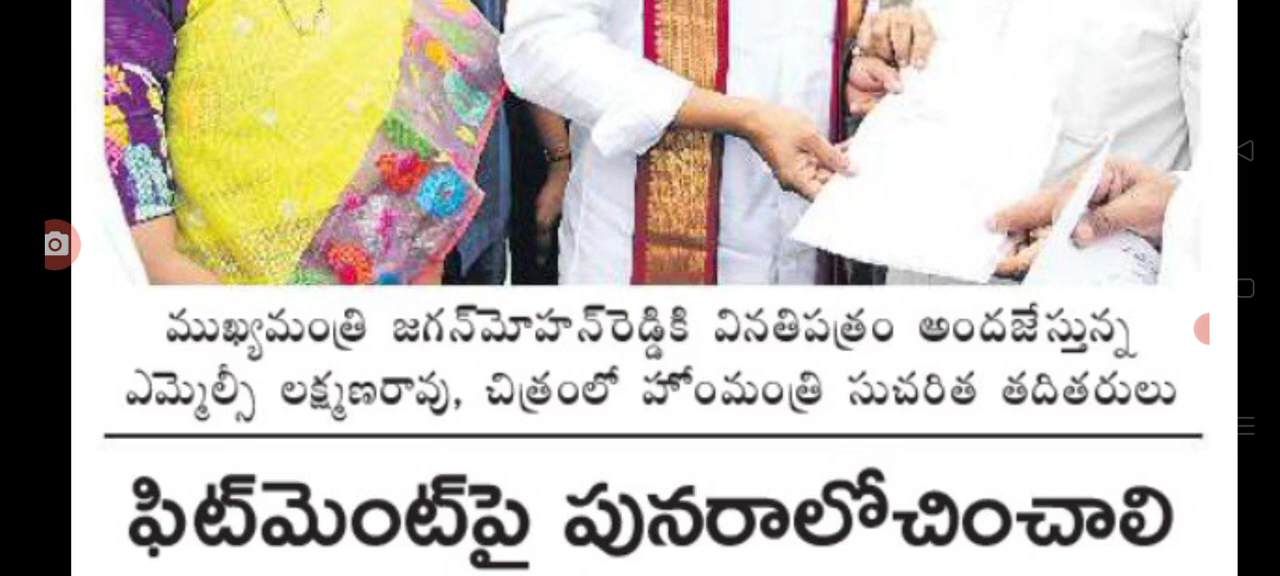 ముఖ్యమంత్రి జగన్‌మోహన్‌రెడ్డికి వినతిపత్రం అందజేస్తున్న
ఎమ్మెల్సీ లక్ష్మణరావు, చిత్రంలో హోంమంత్రి సుచరిత తదితరులు
ఫిట్‌మెంట్‌పై పునరాలోచించాలి